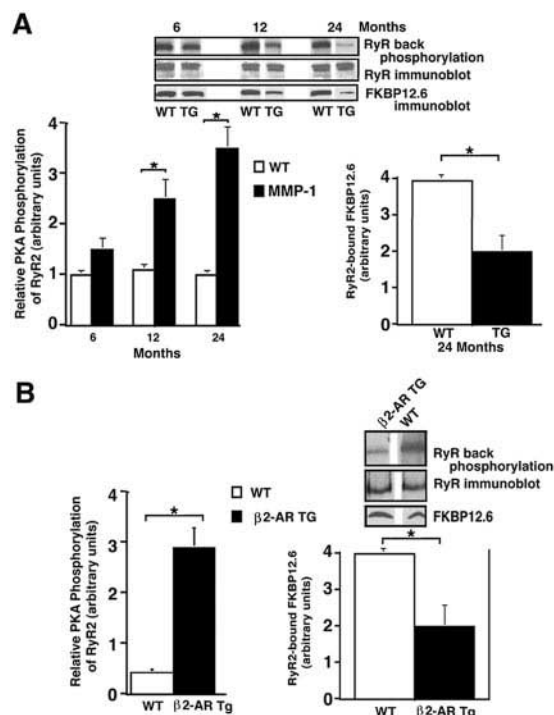 A
6 12 24 Months
RyR back
phosphorylation
RyR immunoblot
FKBP12.6
immunoblot
WT TG WT TG WT TG
Relative PKA Phosphorylation
of RyR2 (arbitrary units)
4
3
2
1
0
*
*
WT
MMP-1
6 12 24
Months
RyR2-bound FKBP12.6
(arbitrary units)
4
3
2
1
0
*
WT TG
24 Months
B
β2-AR TG WT
RyR back
phosphorylation
RyR immunoblot
FKBP12.6
Relative PKA Phosphorylation
of RyR2 (arbitrary units)
4
3
2
1
0
*
WT
β2-AR TG
WT β2-AR Tg
RyR2-bound FKBP12.6
(arbitrary units)
4
3
2
1
0
*
WT β2-AR Tg